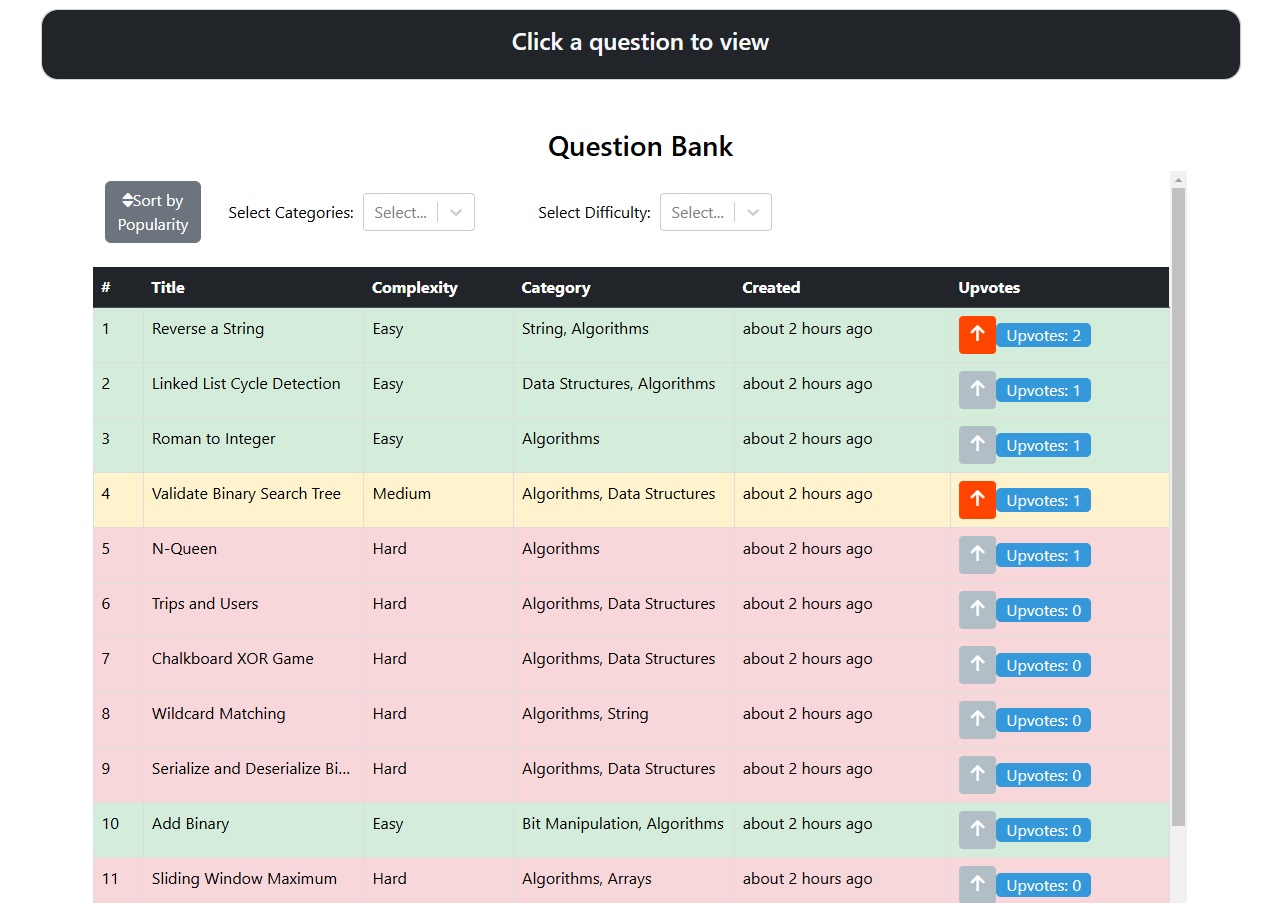 Click a question to view
Question Bank
Sort by
Popularity
Select Categories: Select... Select Difficulty: Select...
# Title Complexity Category Created Upvotes
1 Reverse a String Easy String, Algorithms about 2 hours ago Upvotes: 2
2 Linked List Cycle Detection Easy Data Structures, Algorithms about 2 hours ago Upvotes: 1
3 Roman to Integer Easy Algorithms about 2 hours ago Upvotes: 1
4 Validate Binary Search Tree Medium Algorithms, Data Structures about 2 hours ago Upvotes: 1
5 N-Queen Hard Algorithms about 2 hours ago Upvotes: 1
6 Trips and Users Hard Algorithms, Data Structures about 2 hours ago Upvotes: 0
7 Chalkboard XOR Game Hard Algorithms, Data Structures about 2 hours ago Upvotes: 0
8 Wildcard Matching Hard Algorithms, String about 2 hours ago Upvotes: 0
9 Serialize and Deserialize Bi... Hard Algorithms, Data Structures about 2 hours ago Upvotes: 0
10 Add Binary Easy Bit Manipulation, Algorithms about 2 hours ago Upvotes: 0
11 Sliding Window Maximum Hard Algorithms, Arrays about 2 hours ago Upvotes: 0